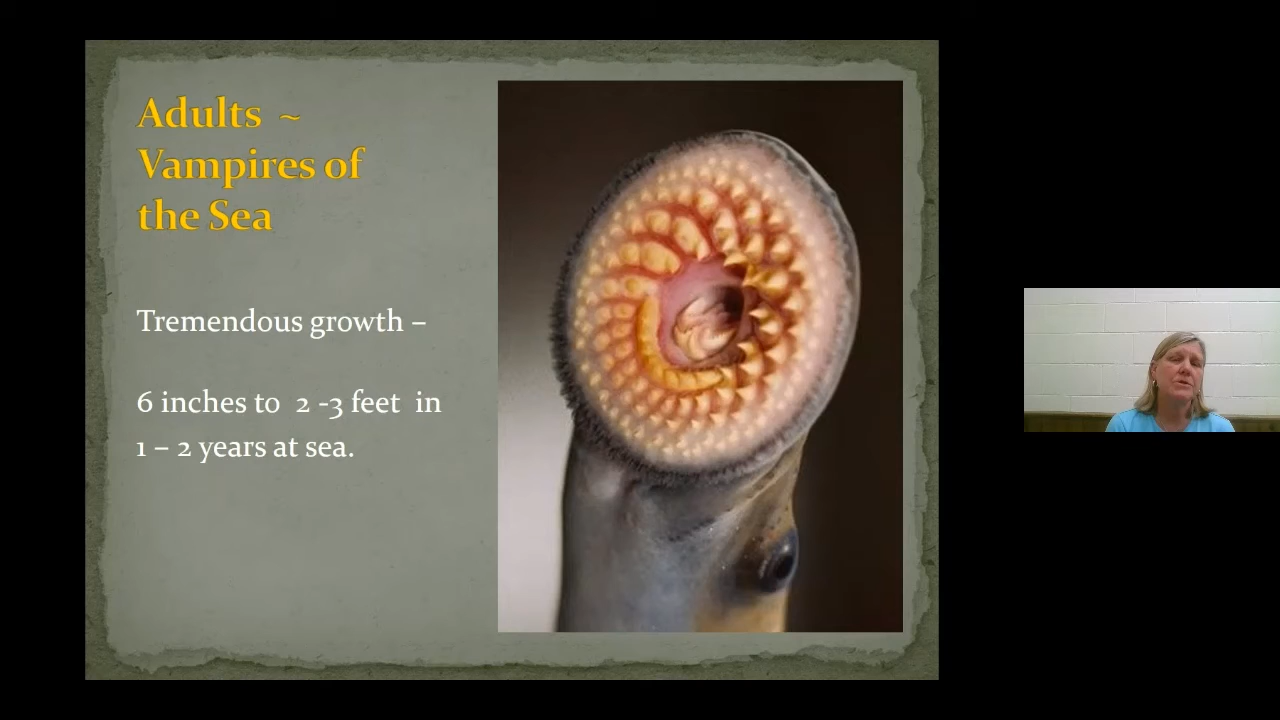 Adults ~
Vampires of
the Sea
Tremendous growth –
6 inches to 2 -3 feet in
1 – 2 years at sea.